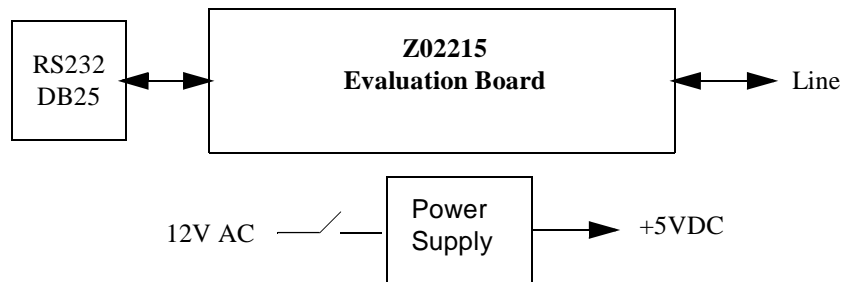 RS232
DB25
Z02215
Evaluation Board
Line
12V AC
Power
Supply
+5VDC